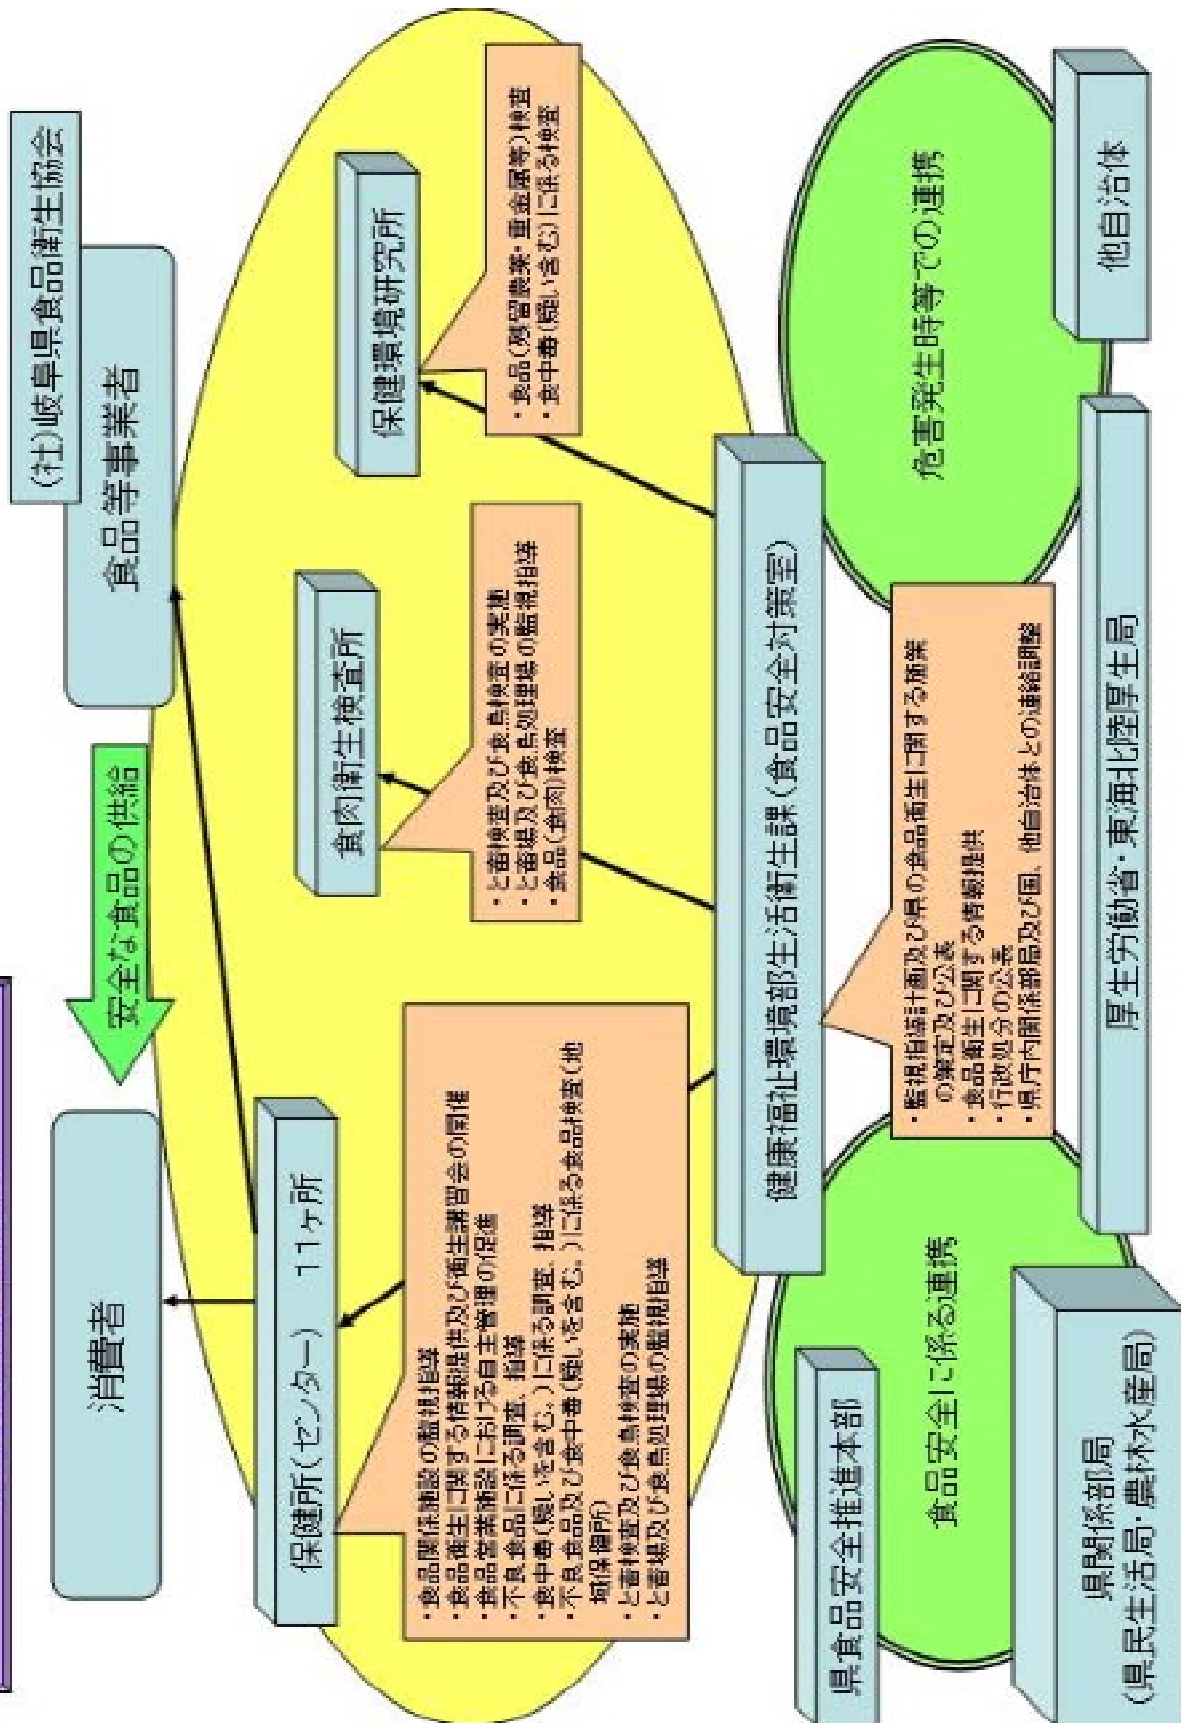 消費者
安全な食品の供給
(社)岐阜県食品衛生協会
食品等事業者
保健所(センター) 11ヶ所
・食品関係施設の監視指導
・食品衛生に関する情報提供及び衛生講習会の開催
・食品営業施設における自主管理の促進
・不良食品に係る調査、指導
・食中毒(疑いを含む。)に係る調査、指導
・不良食品及び食中毒(疑いを含む。)に係る食品検査(地
域保健所)
・と畜検査及び食鳥検査の実施
・と畜場及び食鳥処理場の監視指導
食肉衛生検査所
・と畜検査及び食鳥検査の実施
・と畜場及び食鳥処理場の監視指導
・食品(食肉)検査
保健環境研究所
・食品(残留農薬・重金属等)検査
・食中毒(疑い含む)に係る検査
健康福祉環境部生活衛生課(食品安全対策室)
・監視指導計画及び県の食品衛生に関する施策
の策定及び公表
・食品衛生に関する情報提供
・行政処分の公表
・県庁内関係部局及び国、他自治体との連絡調整
県食品安全推進本部
食品安全に係る連携
県関係部局
(県民生活局・農林水産局)
厚生労働省・東海北陸厚生局
危害発生時等での連携
他自治体